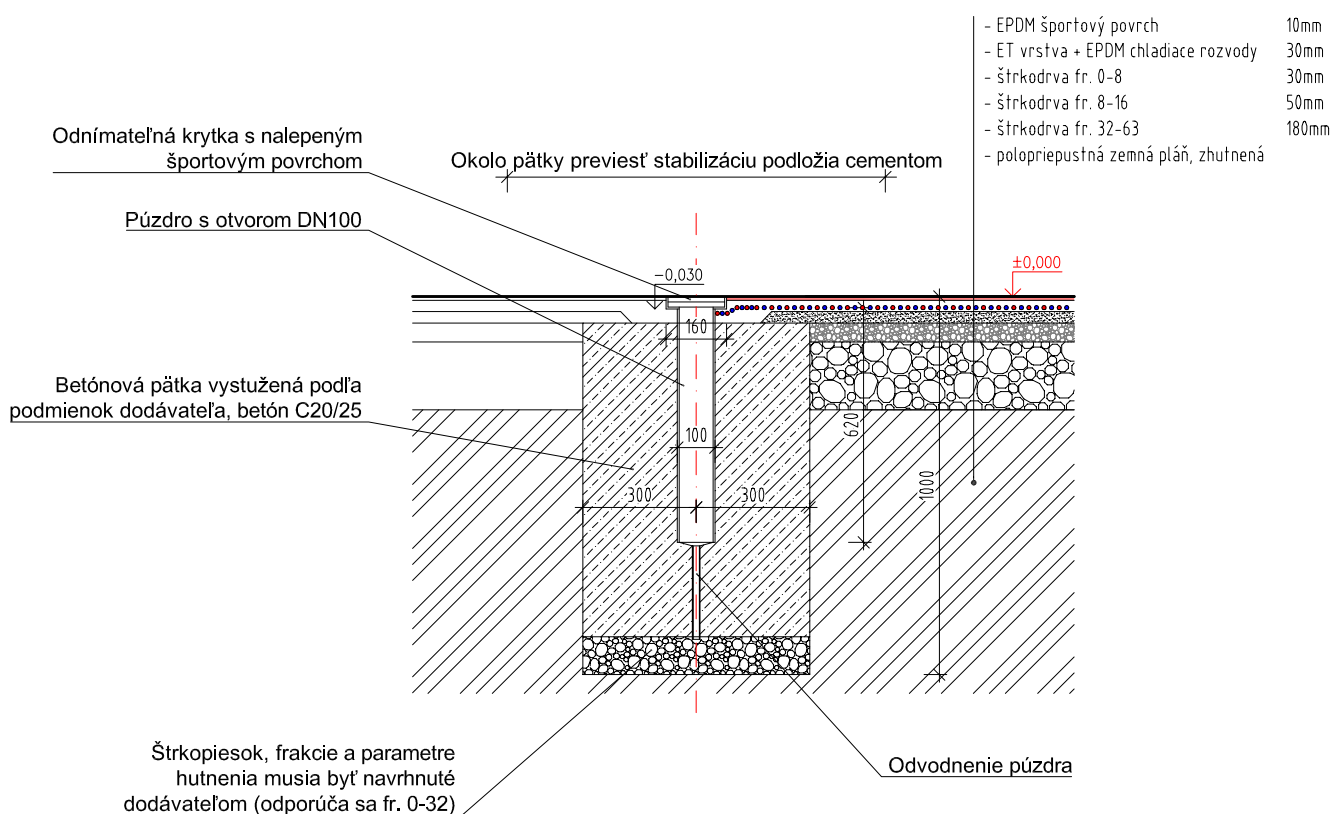 - EPDM športový povrch 10mm
- ET vrstva + EPDM chladiace rozvody 30mm
- štrkodrva fr. 0-8 30mm
- štrkodrva fr. 8-16 50mm
- štrkodrva fr. 32-63 180mm
- polopriepustná zemná pláň, zhutnená
Odnímateľná krytka s nalepeným
športovým povrchom
Okolo pätky previesť stabilizáciu podložia cementom
Púzdro s otvorom DN100
±0,000
-0,030
160
Betónová pätka vystužená podľa
podmienok dodávateľa, betón C20/25
620
100
1000
300
300
Štrkopiesok, frakcie a parametre
hutnenia musia byť navrhnuté
dodávateľom (odporúča sa fr. 0-32)
Odvodnenie púzdra